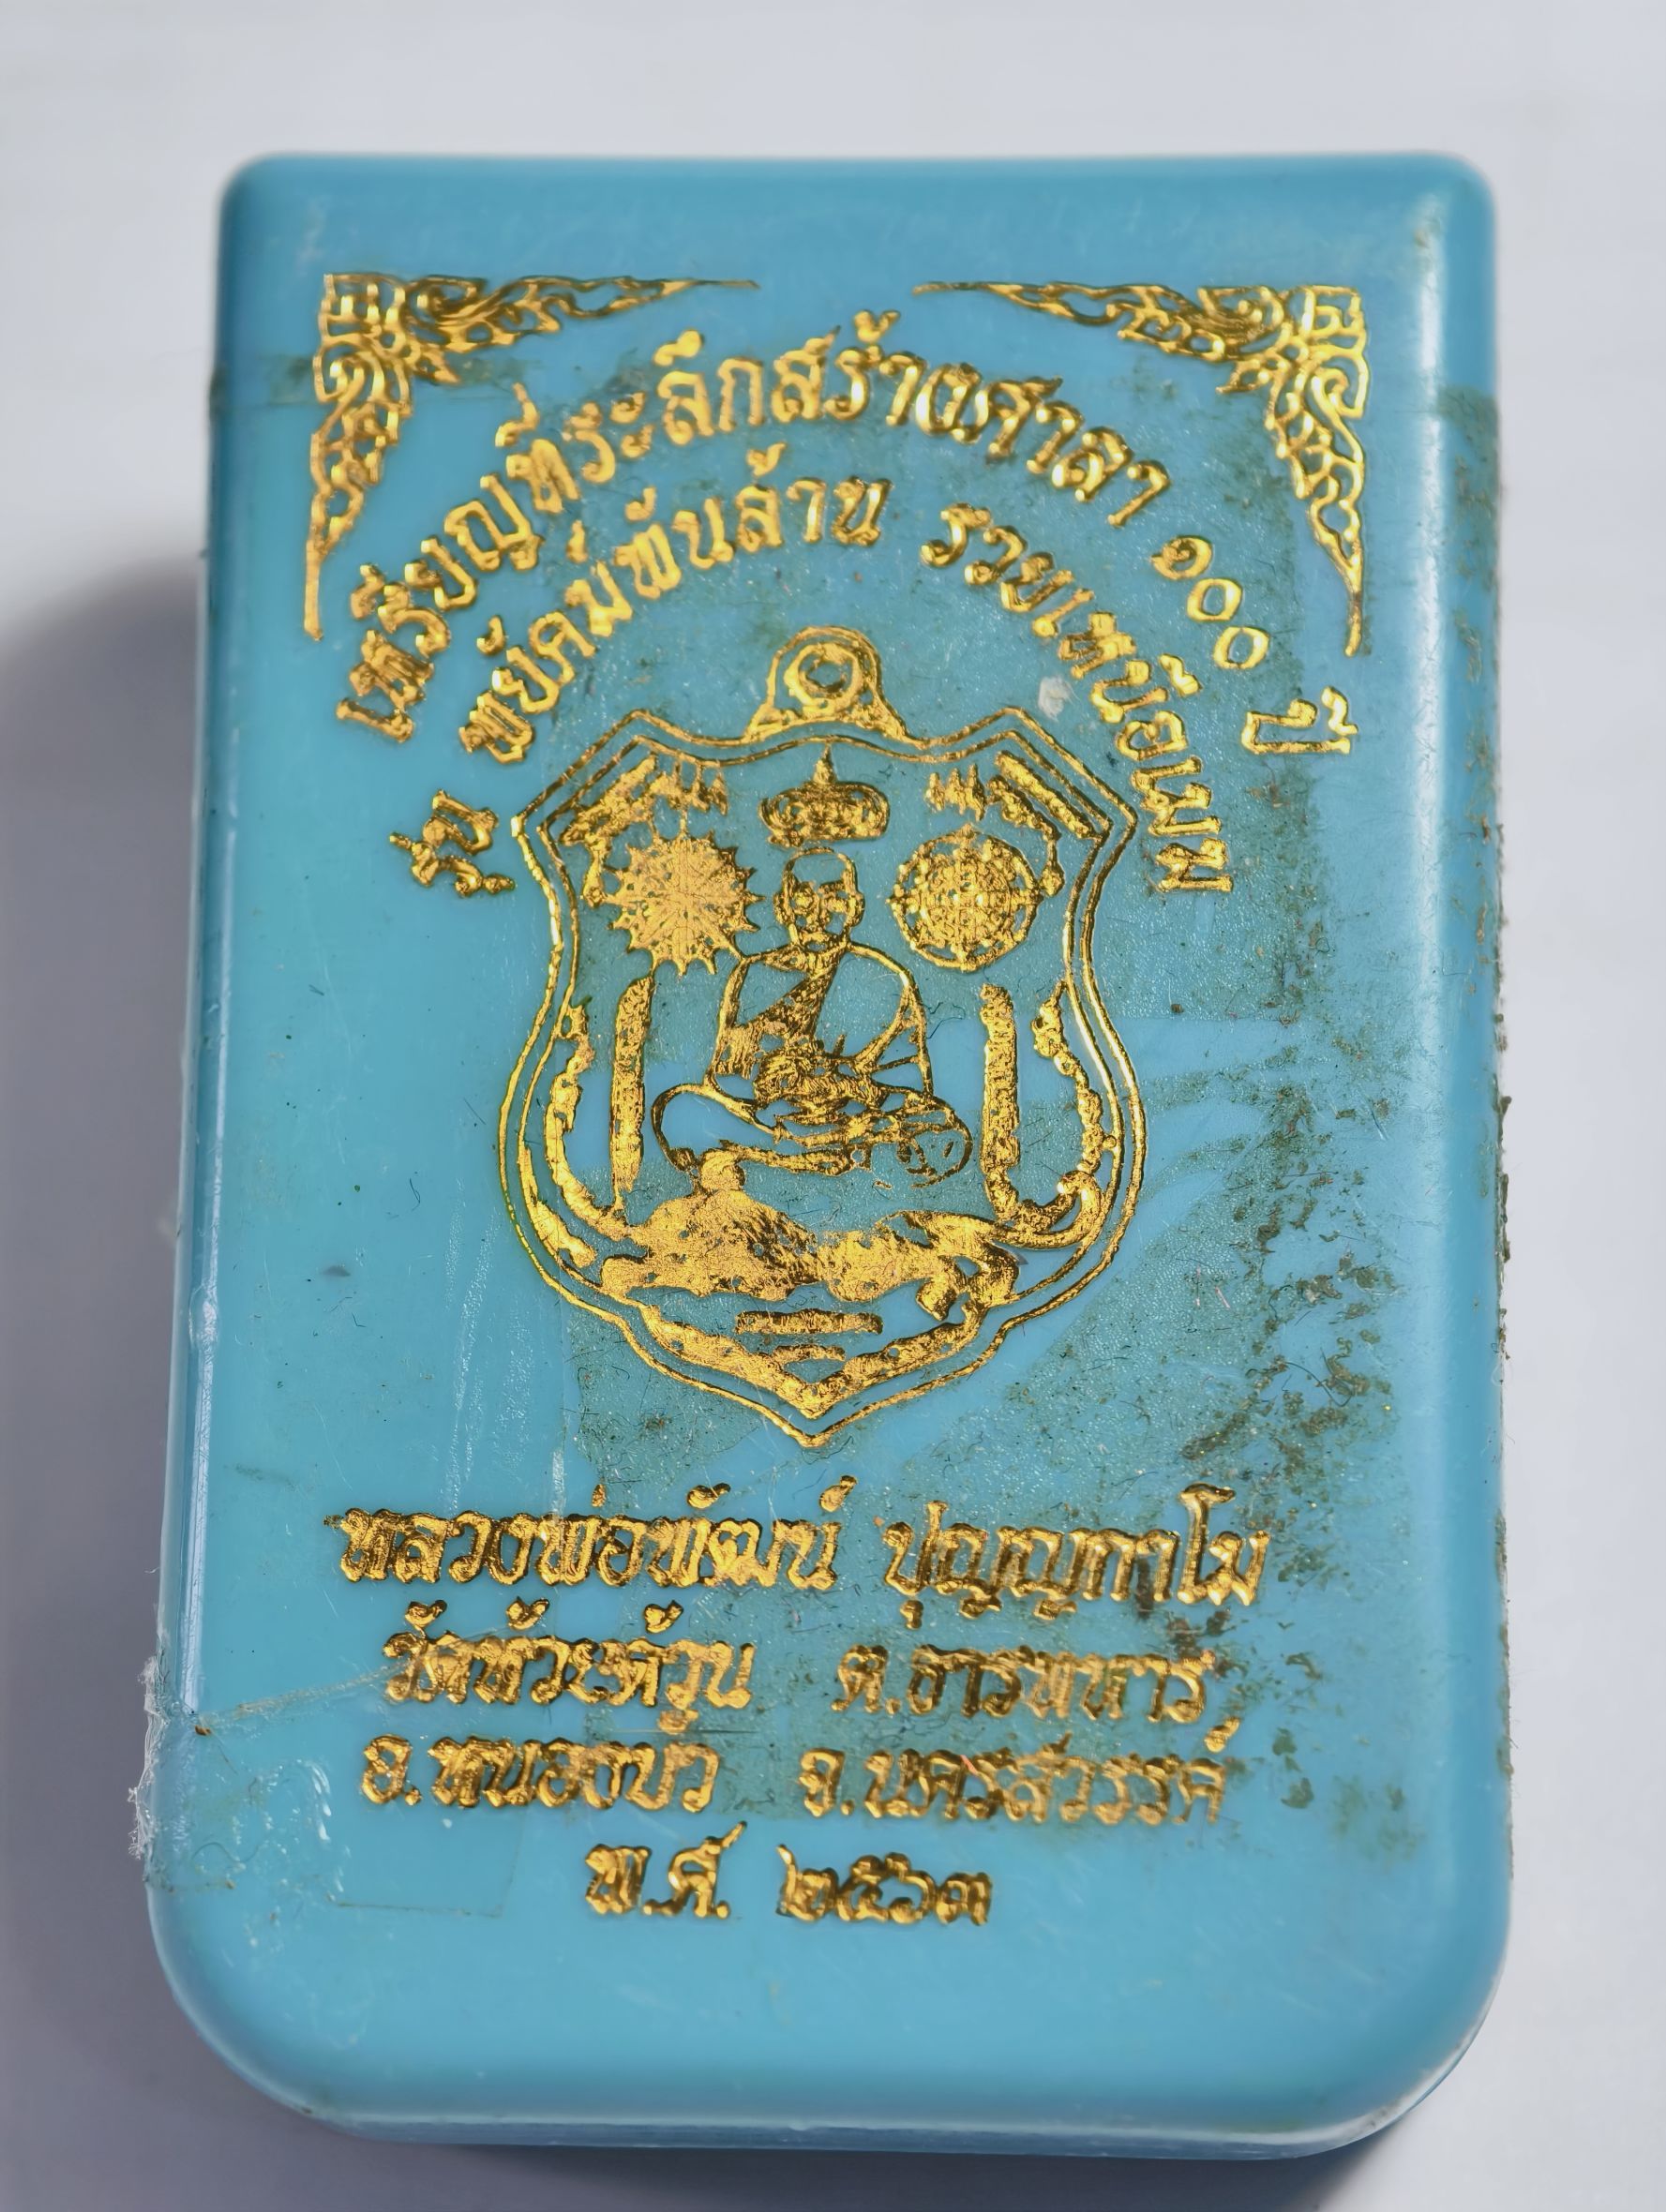 เหรียญที่ระลึกสร้างศาลา ๑๐๐ ปี
รุ่น พยัคฆ์พันล้าน รวยเหนือเมฆ
หลวงพ่อพัฒน์ ปุญฺญกาโม
วัดห้วยด้วน ต.ธารทหาร
อ.หนองบัว จ.นครสวรรค์
พ.ศ. ๒๕๖๓